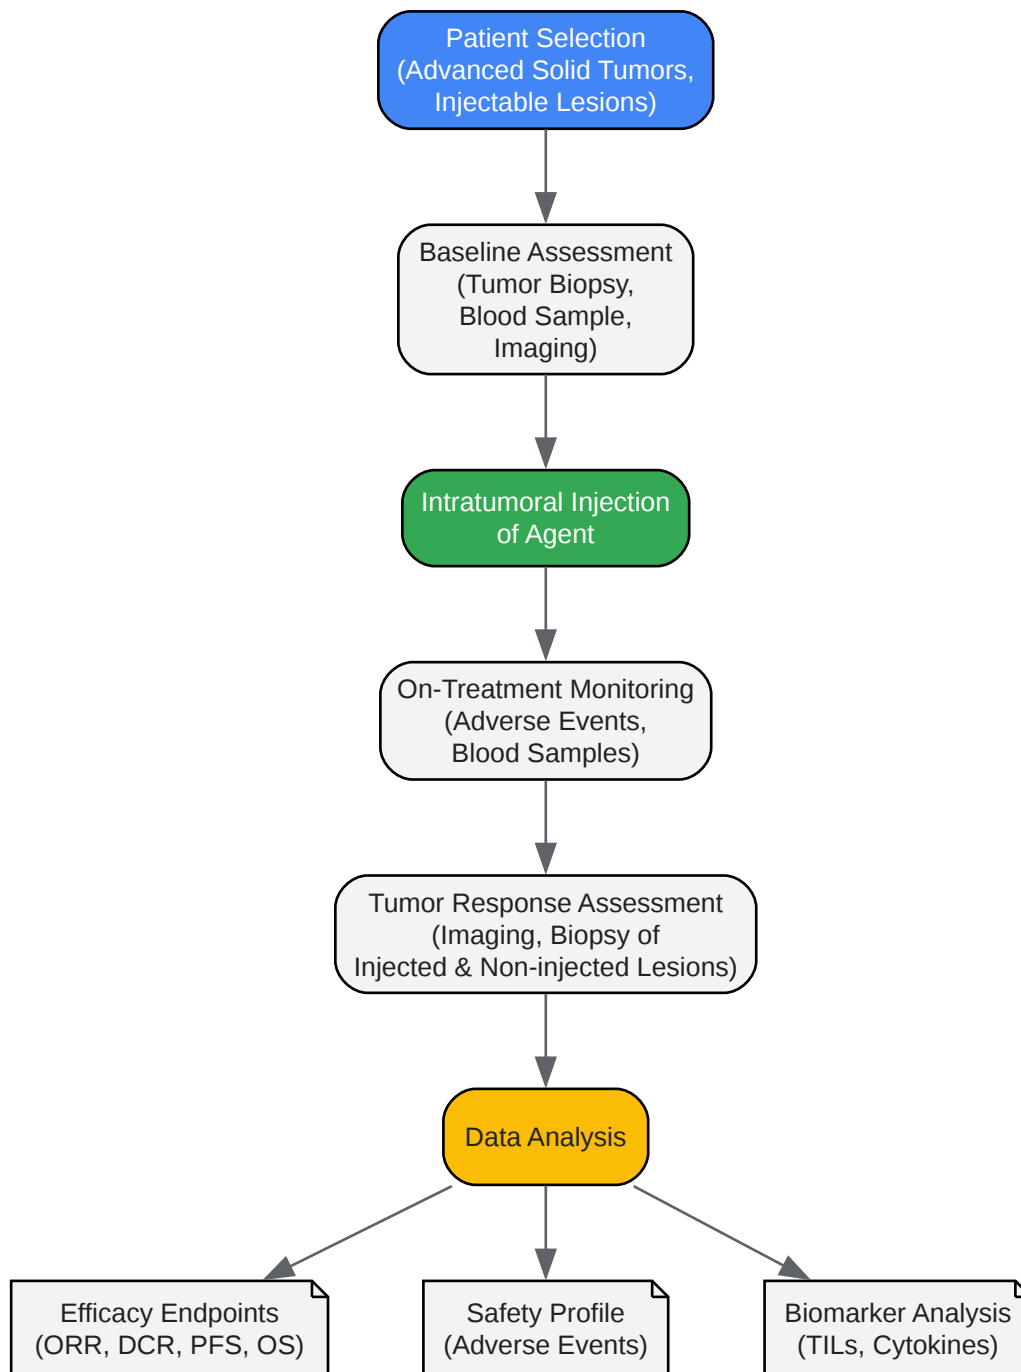 Patient Selection
(Advanced Solid Tumors,
Injectable Lesions)
Baseline Assessment
(Tumor Biopsy,
Blood Sample,
Imaging)
Intratumoral Injection
of Agent
On-Treatment Monitoring
(Adverse Events,
Blood Samples)
Tumor Response Assessment
(Imaging, Biopsy of
Injected & Non-injected Lesions)
Data Analysis
Efficacy Endpoints
(ORR, DCR, PFS, OS)
Safety Profile
(Adverse Events)
Biomarker Analysis
(TILs, Cytokines)